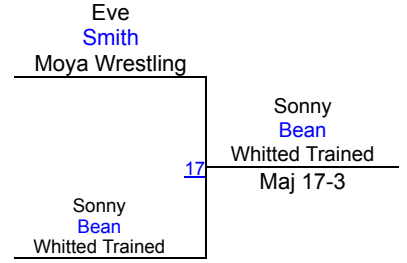 Eve
Smith
Moya Wrestling
Sonny
Bean
Whitted Trained
17
Maj 17-3
Sonny
Bean
Whitted Trained